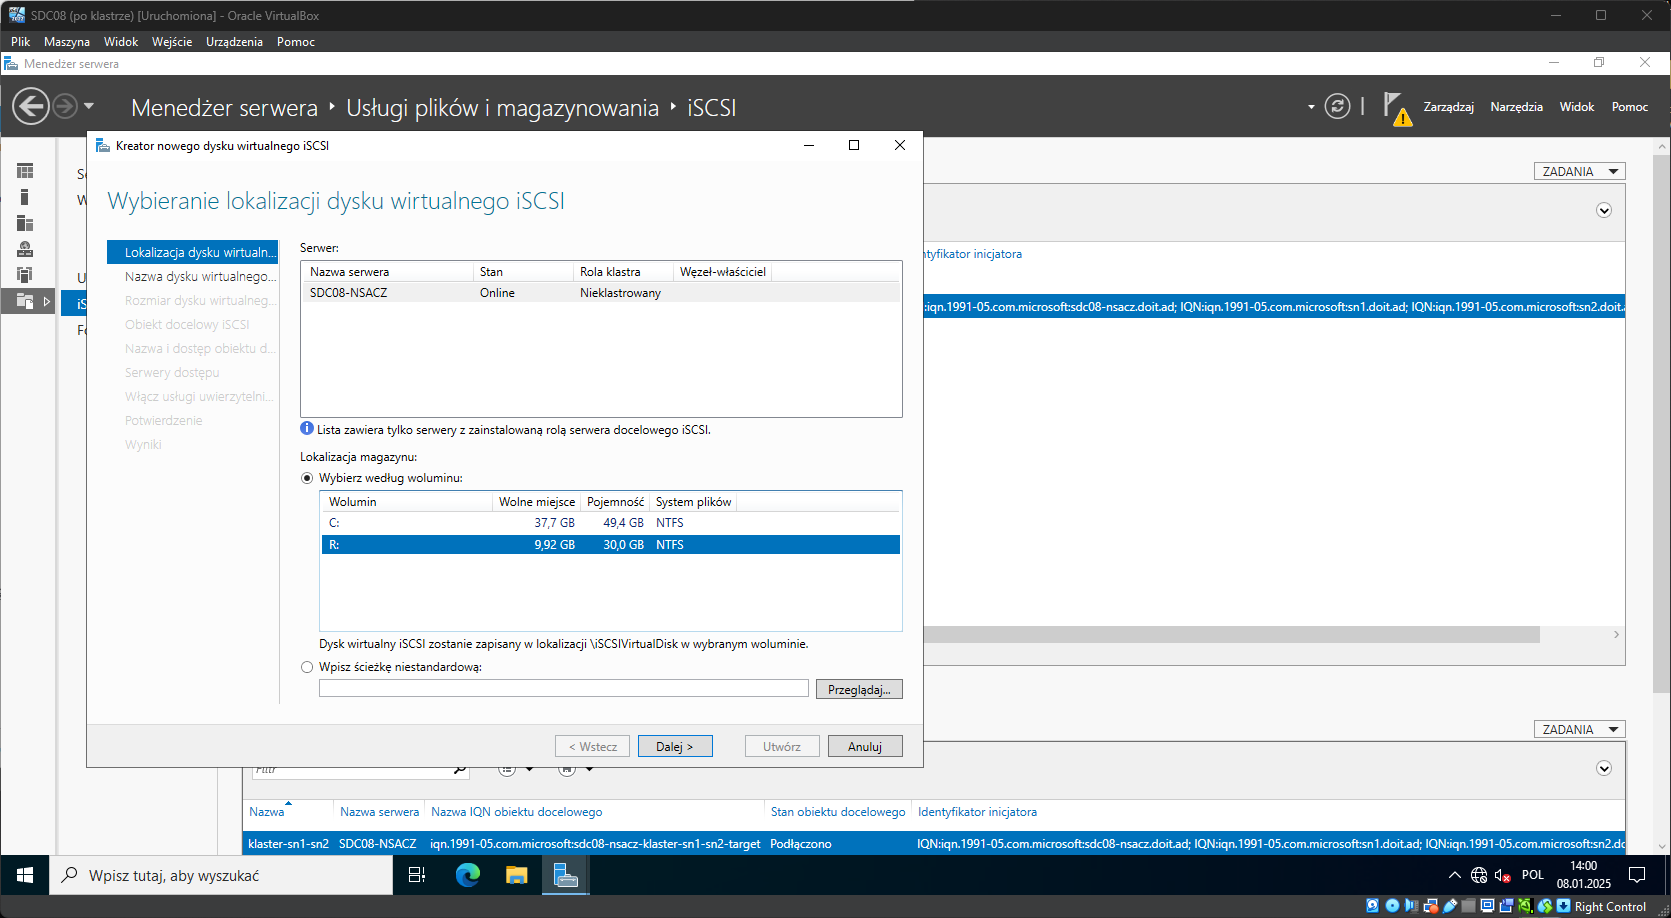 SDC08 (po klastrze) [Uruchomiona] - Oracle VirtualBox
Plik Maszyna Widok Wejście Urządzenia Pomoc
Menedżer serwera
Menedżer serwera Usługi plików i magazynowania iSCSI
Zarządzaj Narzędzia Widok Pomoc
Kreator nowego dysku wirtualnego iSCSI
Wybieranie lokalizacji dysku wirtualnego iSCSI
Lokalizacja dysku wirtualn...
Nazwa dysku wirtualnego...
Rozmiar dysku wirtualneg...
Obiekt docelowy iSCSI
Nazwa i dostęp obiektu d...
Serwery dostępu
Włącz usługi uwierzytelni...
Potwierdzenie
Wyniki
Serwer:
Nazwa serwera Stan Rola klastra Węzeł-właściciel
SDC08-NSACZ Online Nieklastrowany
Lista zawiera tylko serwery z zainstalowaną rolą serwera docelowego iSCSI.
Lokalizacja magazynu:
Wybierz według woluminu:
Wolumin Wolne miejsce Pojemność System plików
C: 37,7 GB 49,4 GB NTFS
R: 9,92 GB 30,0 GB NTFS
Dysk wirtualny iSCSI zostanie zapisany w lokalizacji \iSCSIVirtualDisk w wybranym woluminie.
Wpisz ścieżkę niestandardową:
Przeglądaj...
< Wstecz Dalej > Utwórz Anuluj
ZADANIA
ntyfikator inicjatora
:iqn.1991-05.com.microsoft:sdc08-nsacz.doit.ad; IQN:iqn.1991-05.com.microsoft:sn1.doit.ad; IQN:iqn.1991-05.com.microsoft:sn2.doit.
ZADANIA
Filtr
Nazwa Nazwa serwera Nazwa IQN obiektu docelowego Stan obiektu docelowego Identyfikator inicjatora
klaster-sn1-sn2 SDC08-NSACZ iqn.1991-05.com.microsoft:sdc08-nsacz-klaster-sn1-sn2-target Podłączono IQN:iqn.1991-05.com.microsoft:sdc08-nsacz.doit.ad; IQN:iqn.1991-05.com.microsoft:sn1.doit.ad; IQN:iqn.1991-05.com.microsoft:sn2.do
Wpisz tutaj, aby wyszukać
POL
14:00
08.01.2025
Right Control